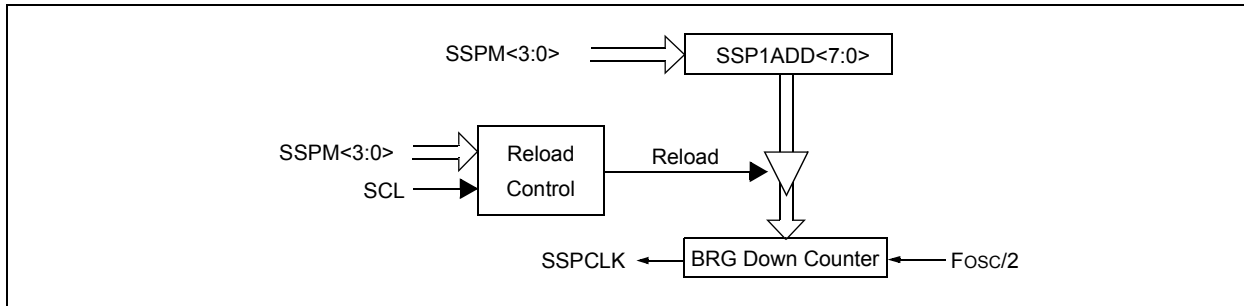 SSPM<3:0>
SSP1ADD<7:0>
SSPM<3:0>
SCL
Reload
Control
Reload
SSPCLK
BRG Down Counter
FOSC/2